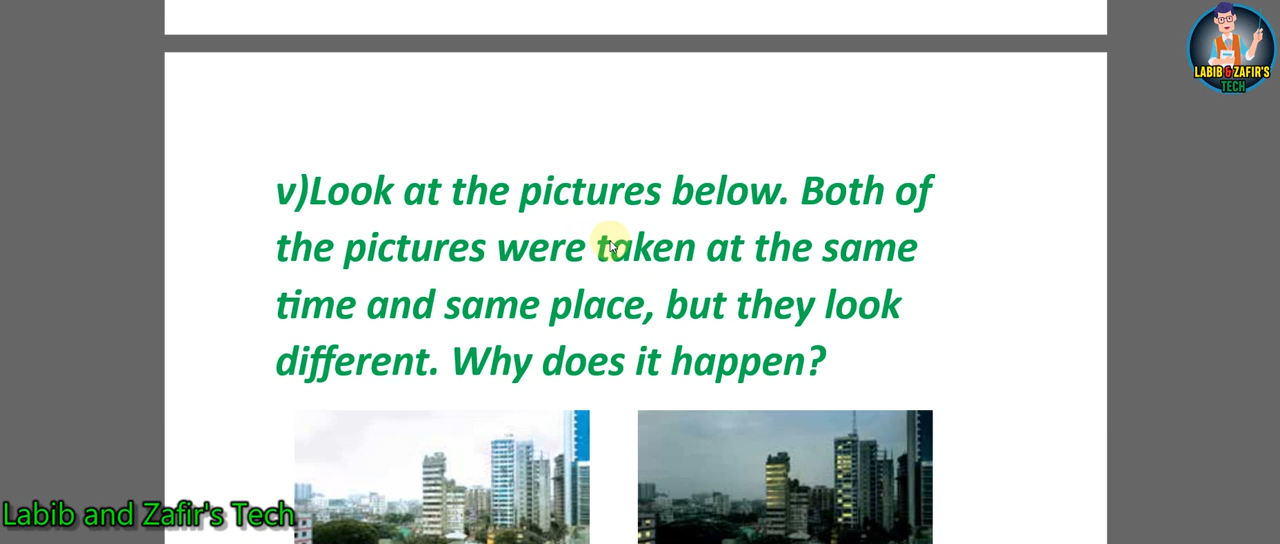 LABIB & ZAFIR'S
TECH
v)Look at the pictures below. Both of
the pictures were taken at the same
time and same place, but they look
different. Why does it happen?
Labib and Zafir's Tech